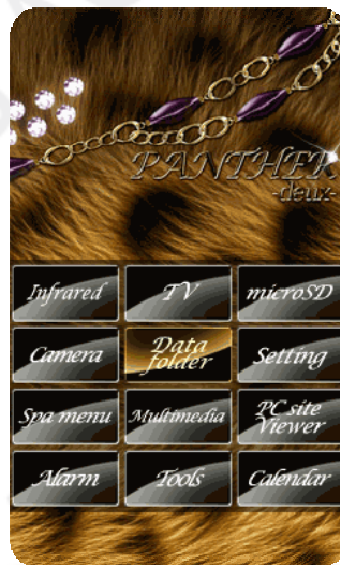 PANTHER
-deux-
Infrared TV microSD
Camera Data folder Setting
Spa menu Multimedia PC site Viewer
Alarm Tools Calendar